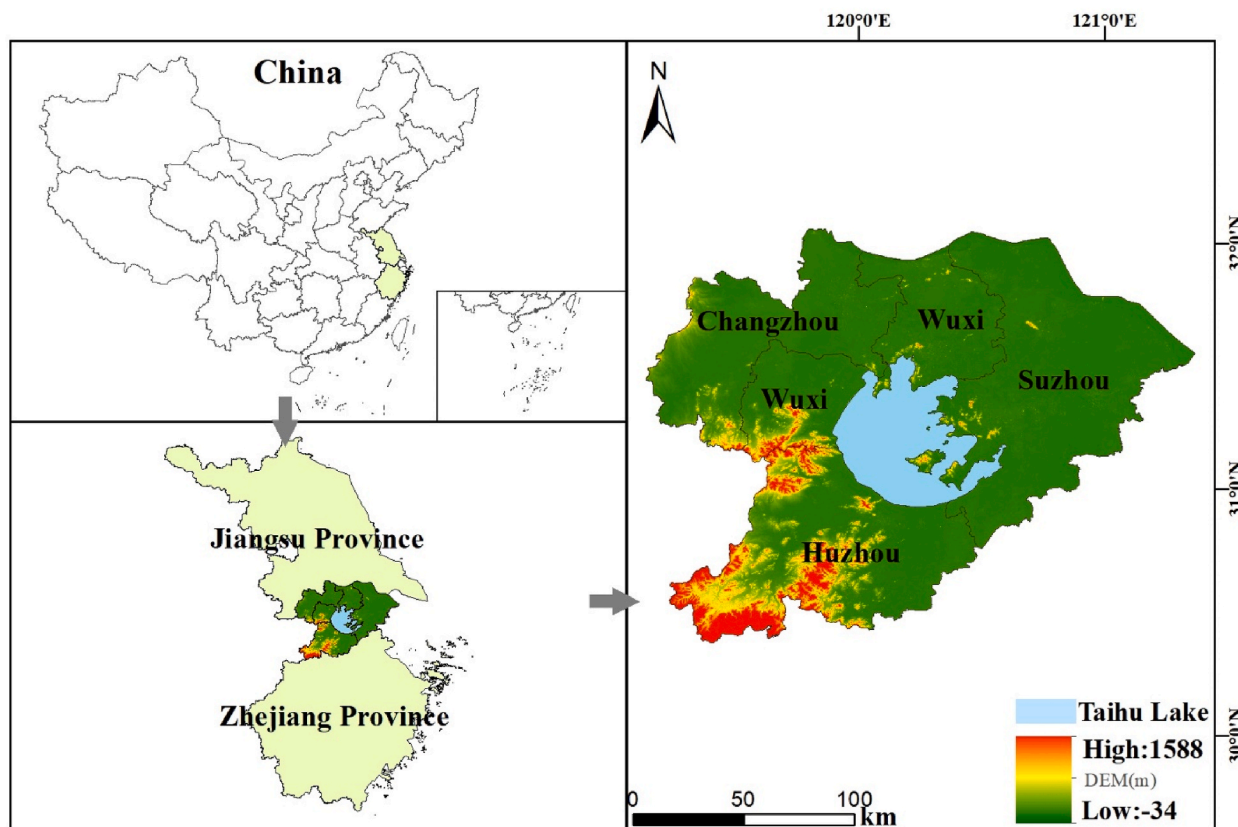 120°0'E
121°0'E
China
N
32°0'N
Changzhou
Wuxi
Suzhou
Wuxi
31°0'N
Huzhou
Jiangsu Province
Zhejiang Province
Taihu Lake
30°0'N
High:1588
DEM(m)
Low:-34
0
50
100
km